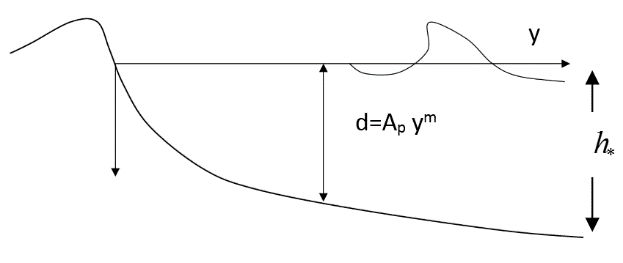 y
d=Aₚ yᵐ
h*